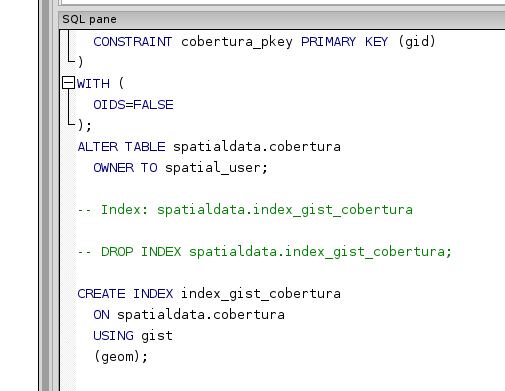 SQL pane
CONSTRAINT cobertura_pkey PRIMARY KEY (gid)
)
WITH (
OIDS=FALSE
);
ALTER TABLE spatialdata.cobertura
OWNER TO spatial_user;
-- Index: spatialdata.index_gist_cobertura
-- DROP INDEX spatialdata.index_gist_cobertura;
CREATE INDEX index_gist_cobertura
ON spatialdata.cobertura
USING gist
(geom);